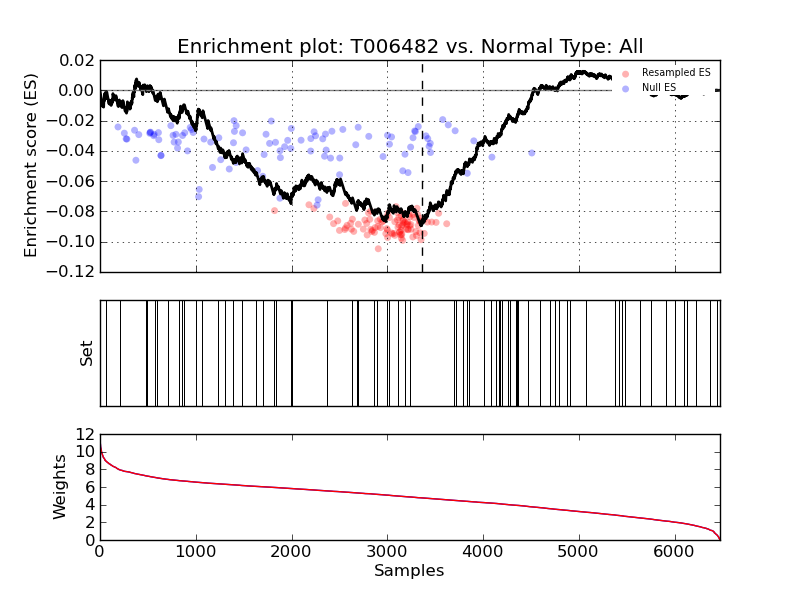 Enrichment plot: T006482 vs. Normal Type: All
Enrichment score (ES)
0.02
0.00
−0.02
−0.04
−0.06
−0.08
−0.10
−0.12
Resampled ES
Null ES
Set
Weights
12
10
8
6
4
2
0
0 1000 2000 3000 4000 5000 6000
Samples